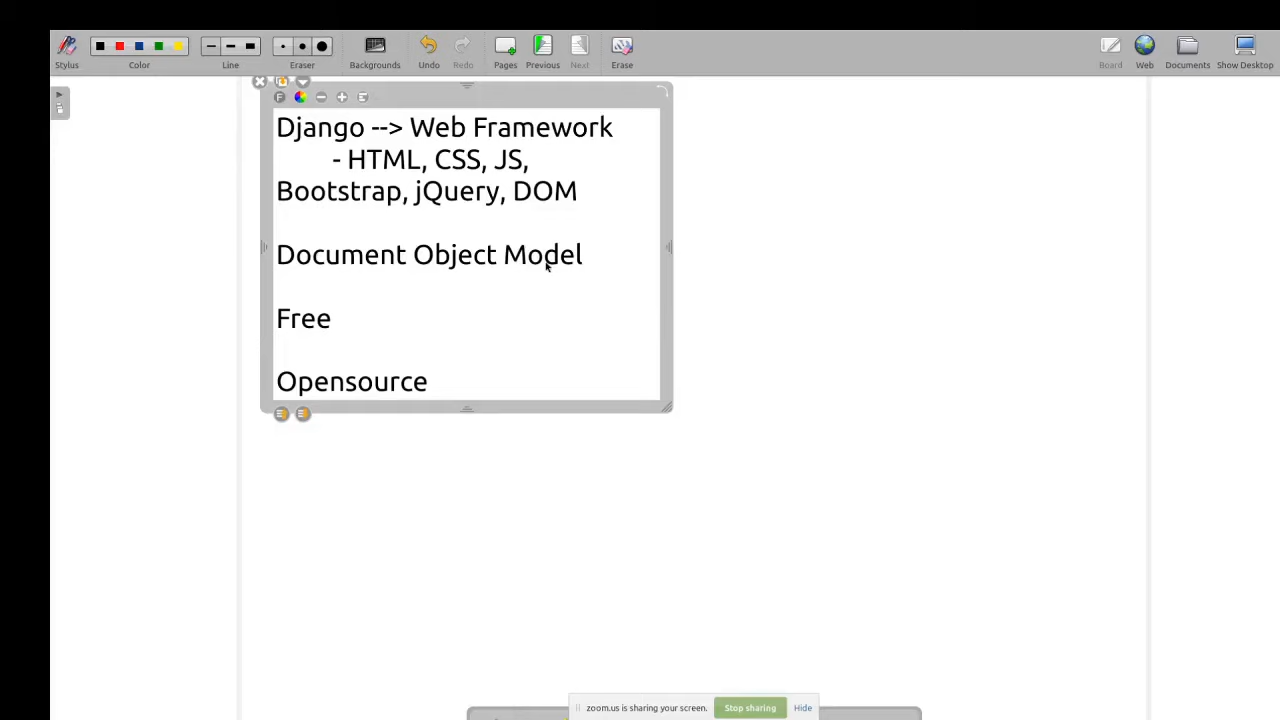 Stylus
Color
Line
Eraser
Backgrounds
Undo
Redo
Pages
Previous
Next
Erase
Board
Web
Documents
Show Desktop
F
Django --> Web Framework
- HTML, CSS, JS,
Bootstrap, jQuery, DOM
Document Object Model
Free
Opensource
zoom.us is sharing your screen.
Stop sharing
Hide